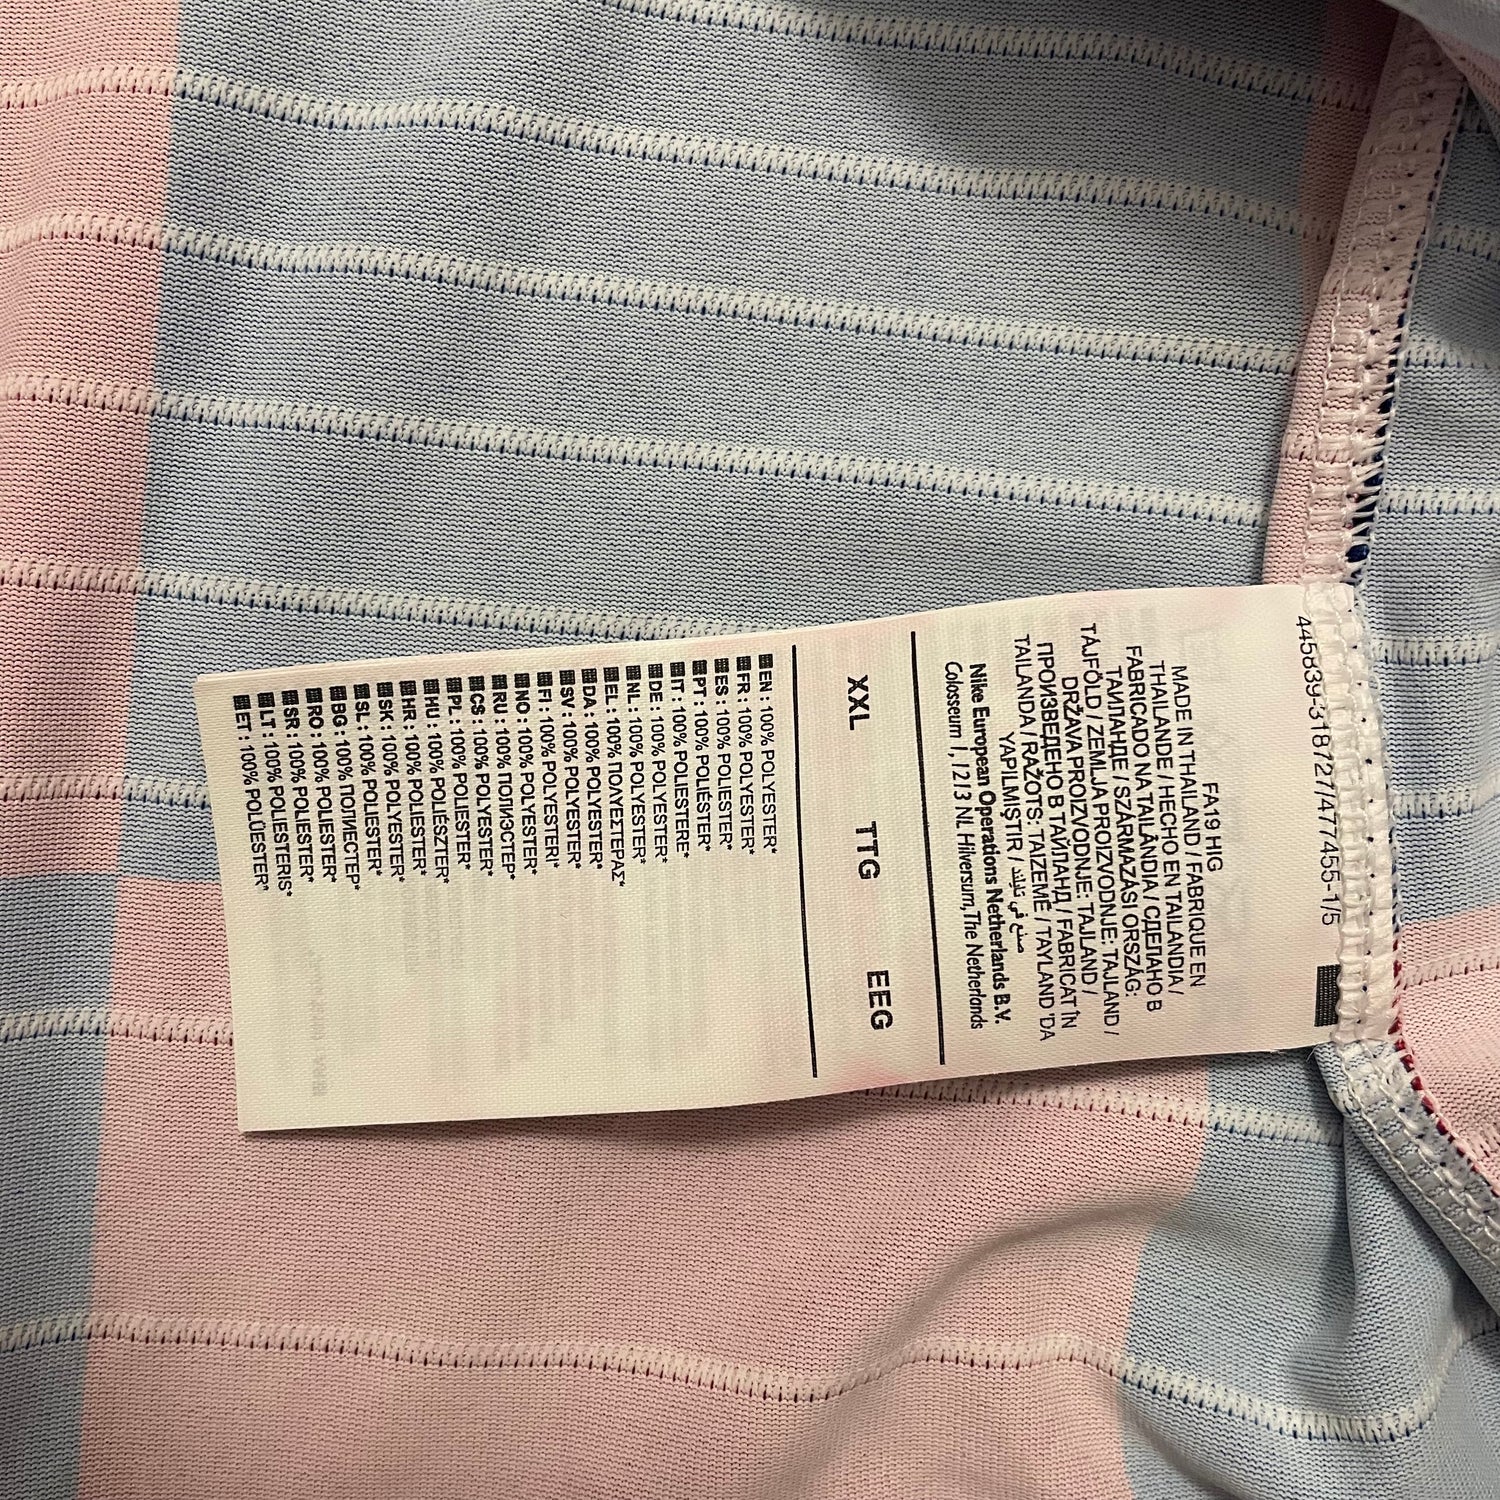 445839-318727/477455-1/5
FA19 HIG
MADE IN THAILAND / FABRIQUE EN
THAILANDE / HECHO EN TAILANDIA /
FABRICADO NA TAILÂNDIA / СДЕЛАНО В
ТАИЛАНДЕ / SZÁRMAZÁSI ORSZÁG:
TÁJFÖLD / ZEMLJA PROIZVODNJE: TAJLAND /
DRŽAVA PROIZVODNJE: TAJLAND /
ПРОИЗВЕДЕНО В ТАЙЛАНД / FABRICAT ÎN
TAILANDA / RAŽOTS: TAIZEMĒ / TAYLAND 'DA
YAPILMIŞTIR / صنع في تايلاند
Nike European Operations Netherlands B.V.
Colosseum 1, 1213 NL Hilversum, The Netherlands
XXL TTG EEG
EN : 100% POLYESTER*
FR : 100% POLYESTER*
ES : 100% POLIÉSTER*
PT : 100% POLIÉSTER*
IT : 100% POLIESTERE*
DE : 100% POLYESTER*
NL : 100% POLYESTER*
EL : 100% ΠΟΛΥΕΣΤΕΡΑΣ*
DA : 100% POLYESTER*
SV : 100% POLYESTER*
FI : 100% POLYESTERI*
NO : 100% POLYESTER*
RU : 100% ПОЛИЭСТЕР*
CS : 100% POLYESTER*
PL : 100% POLIESTER*
HU : 100% POLIÉSZTER*
HR : 100% POLIESTER*
SK : 100% POLYESTER*
SL : 100% POLIESTER*
BG : 100% ПОЛИЕСТЕР*
RO : 100% POLIESTER*
SR : 100% POLIESTER*
LT : 100% POLIESTERIS*
ET : 100% POLÜESTER*